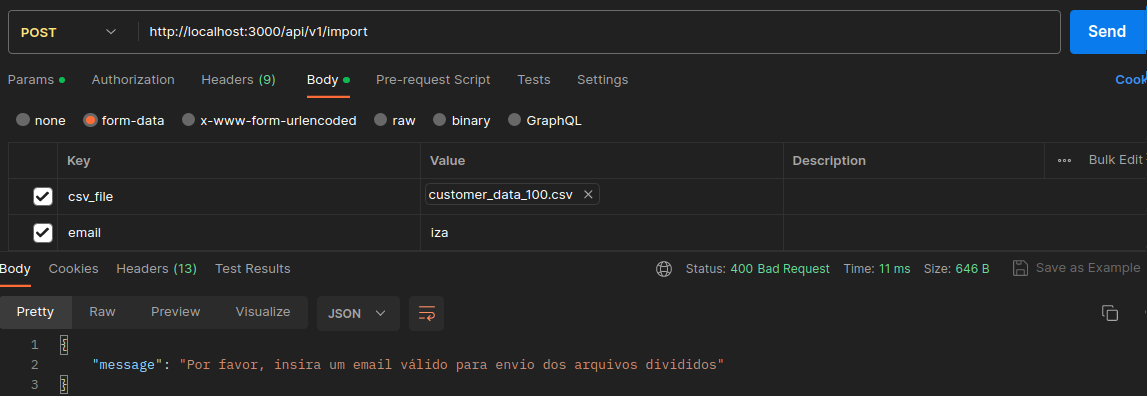 POST http://localhost:3000/api/v1/import Send
Params Authorization Headers (9) Body Pre-request Script Tests Settings Cook
none form-data x-www-form-urlencoded raw binary GraphQL
Key Value Description ••• Bulk Edit
csv_file customer_data_100.csv ×
email iza
Body Cookies Headers (13) Test Results Status: 400 Bad Request Time: 11 ms Size: 646 B Save as Example
Pretty Raw Preview Visualize JSON
1 {
2 "message": "Por favor, insira um email válido para envio dos arquivos divididos"
3 }